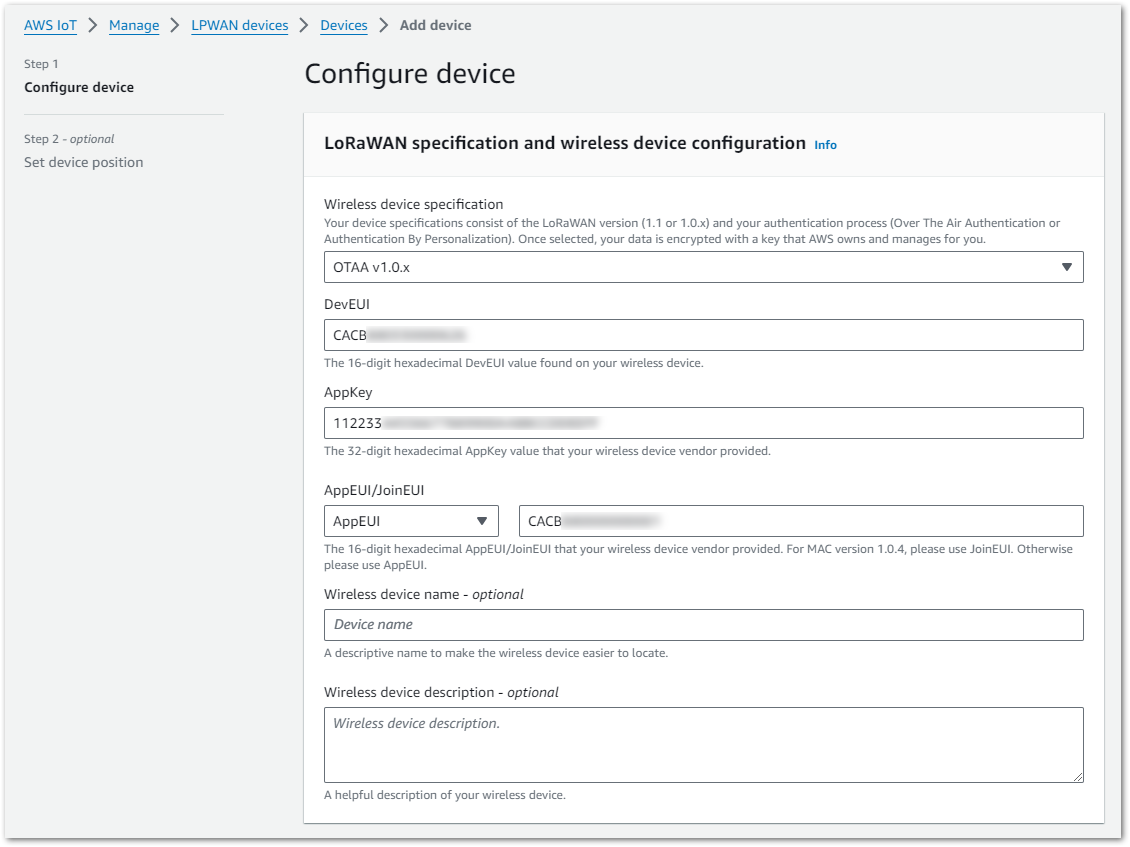 AWS IoT > Manage > LPWAN devices > Devices > Add device
Step 1
Configure device
Step 2 - optional
Set device position
Configure device
LoRaWAN specification and wireless device configuration Info
Wireless device specification
Your device specifications consist of the LoRaWAN version (1.1 or 1.0.x) and your authentication process (Over The Air Authentication or
Authentication By Personalization). Once selected, your data is encrypted with a key that AWS owns and manages for you.
OTAA v1.0.x
DevEUI
CACB
The 16-digit hexadecimal DevEUI value found on your wireless device.
AppKey
112233
The 32-digit hexadecimal AppKey value that your wireless device vendor provided.
AppEUI/JoinEUI
AppEUI CACB
The 16-digit hexadecimal AppEUI/JoinEUI that your wireless device vendor provided. For MAC version 1.0.4, please use JoinEUI. Otherwise
please use AppEUI.
Wireless device name - optional
Device name
A descriptive name to make the wireless device easier to locate.
Wireless device description - optional
Wireless device description.
A helpful description of your wireless device.